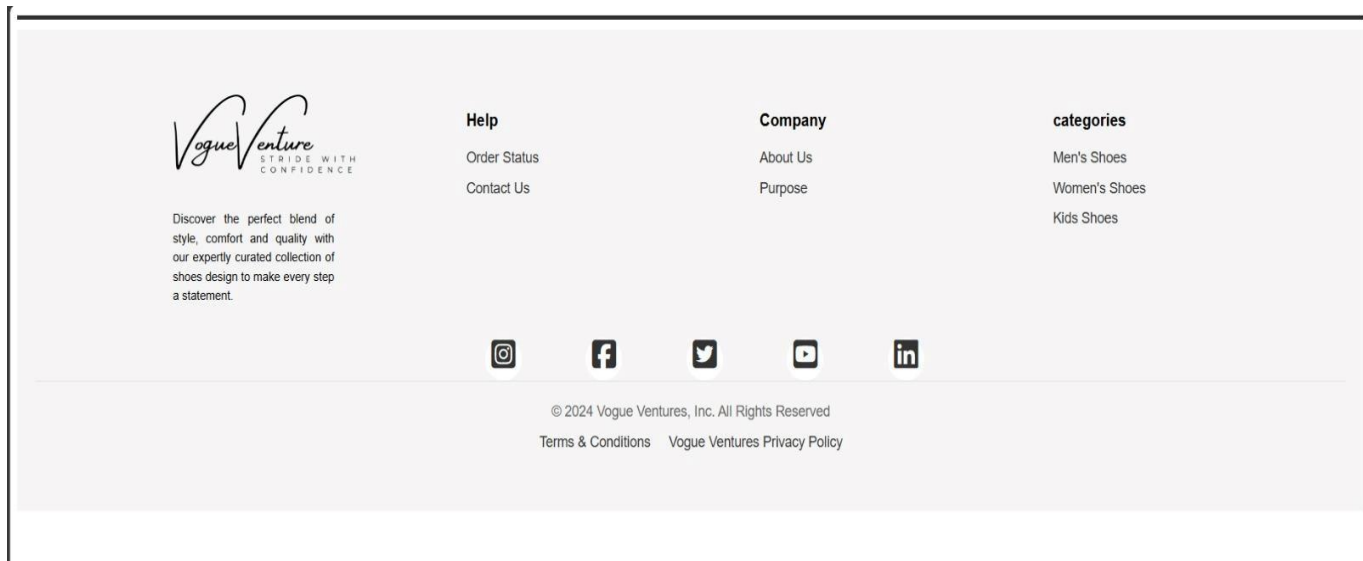 VogueVenture
STRIDE WITH
CONFIDENCE
Discover the perfect blend of
style, comfort and quality with
our expertly curated collection of
shoes design to make every step
a statement.
Help
Order Status
Contact Us
Company
About Us
Purpose
categories
Men's Shoes
Women's Shoes
Kids Shoes
© 2024 Vogue Ventures, Inc. All Rights Reserved
Terms & Conditions Vogue Ventures Privacy Policy